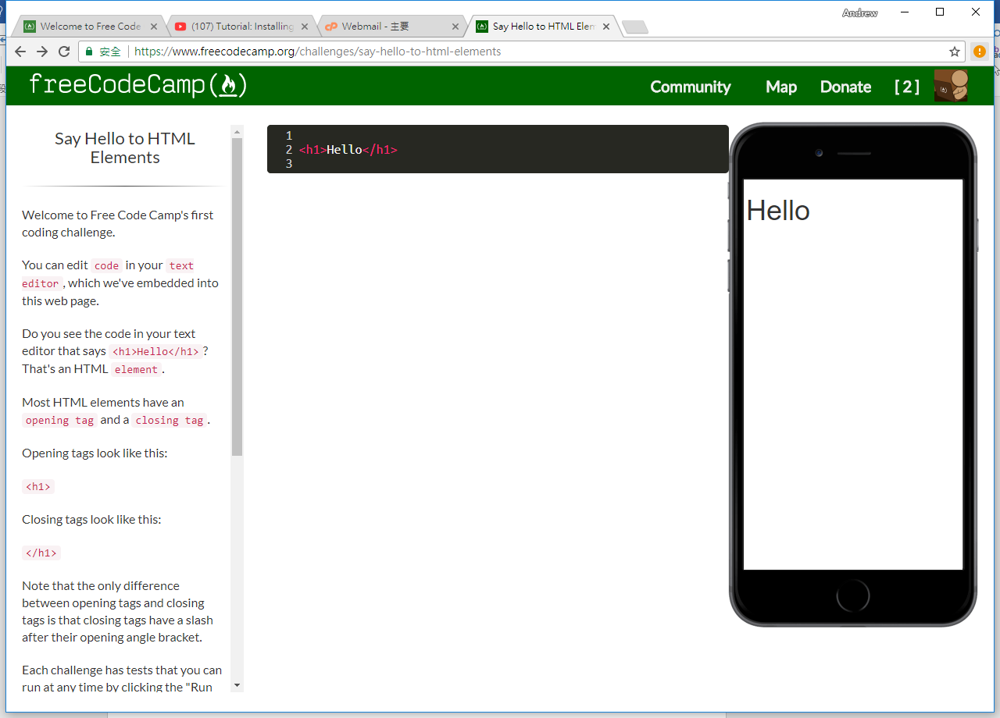 Andrew
Welcome to Free Code
(107) Tutorial: Installing
Webmail - 主要
Say Hello to HTML Elem
安全
https://www.freecodecamp.org/challenges/say-hello-to-html-elements
freeCodeCamp
Community
Map
Donate
[ 2 ]
Say Hello to HTML
Elements
Welcome to Free Code Camp's first
coding challenge.
You can edit code in your text
editor , which we've embedded into
this web page.
Do you see the code in your text
editor that says <h1>Hello</h1> ?
That's an HTML element .
Most HTML elements have an
opening tag and a closing tag .
Opening tags look like this:
<h1>
Closing tags look like this:
</h1>
Note that the only difference
between opening tags and closing
tags is that closing tags have a slash
after their opening angle bracket.
Each challenge has tests that you can
run at any time by clicking the "Run
1
2 <h1>Hello</h1>
3
Hello